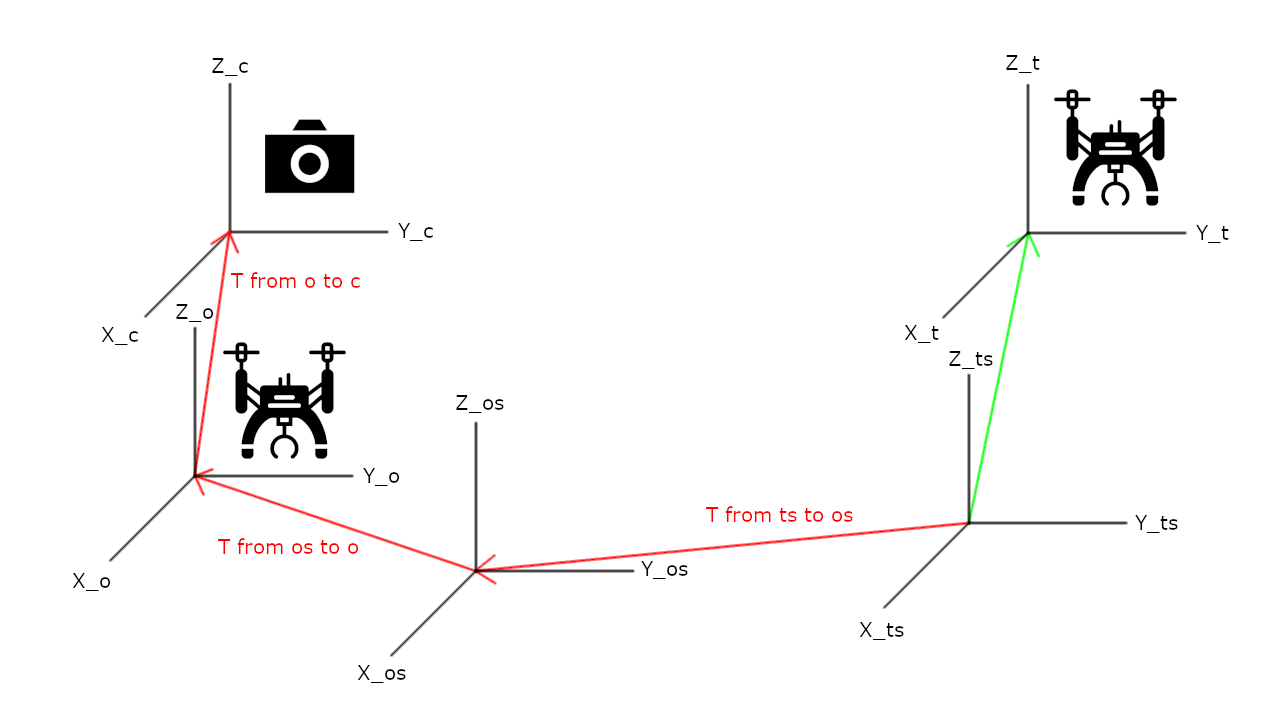 Z_c
Z_t
Y_c
Y_t
T from o to c
Z_o
X_c
X_t
Z_ts
Z_os
Y_o
T from ts to os
Y_ts
T from os to o
Y_os
X_o
X_ts
X_os